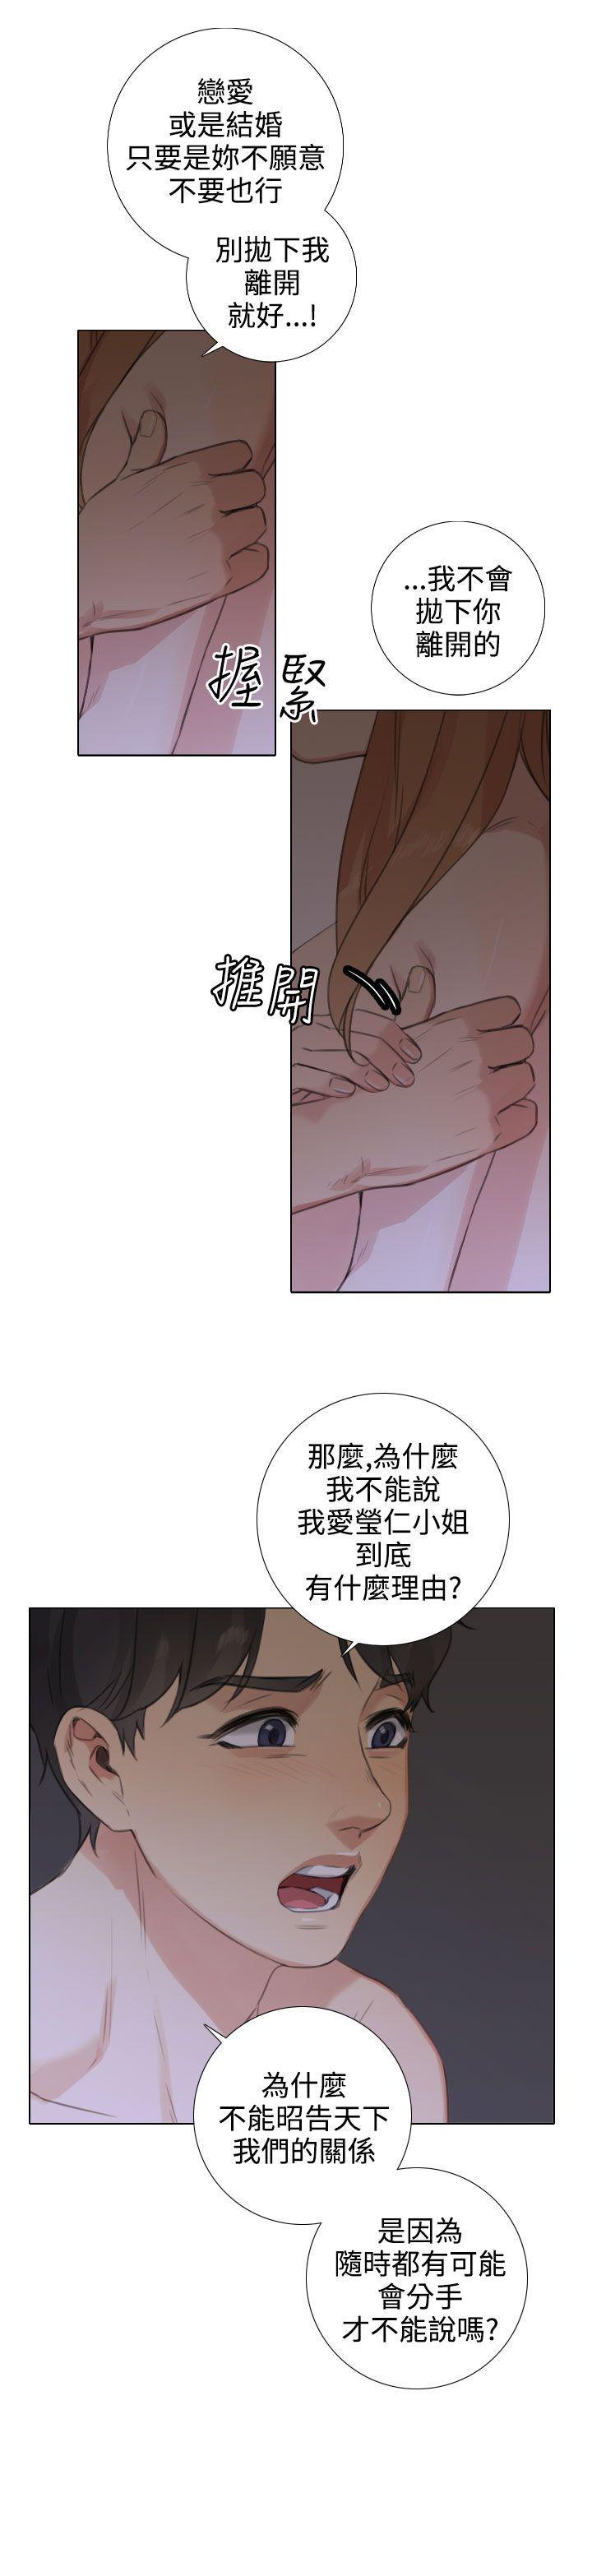 戀愛
或是結婚
只要是妳不願意
不要也行
別拋下我
離開
就好...!
...我不會
拋下你
離開的
握緊
推開
那麼,為什麼
我不能說
我愛瑩仁小姐
到底
有什麼理由?
為什麼
不能昭告天下
我們的關係
是因為
隨時都有可能
會分手
才不能說嗎?